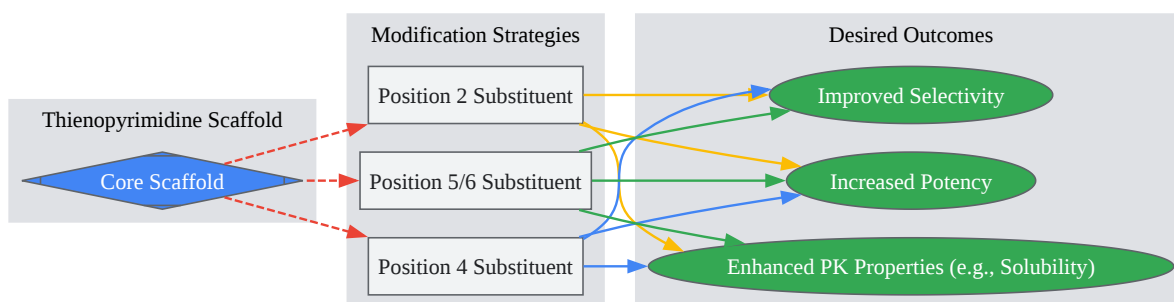 Thienopyrimidine Scaffold
Core Scaffold
Modification Strategies
Position 2 Substituent
Position 5/6 Substituent
Position 4 Substituent
Desired Outcomes
Improved Selectivity
Increased Potency
Enhanced PK Properties (e.g., Solubility)